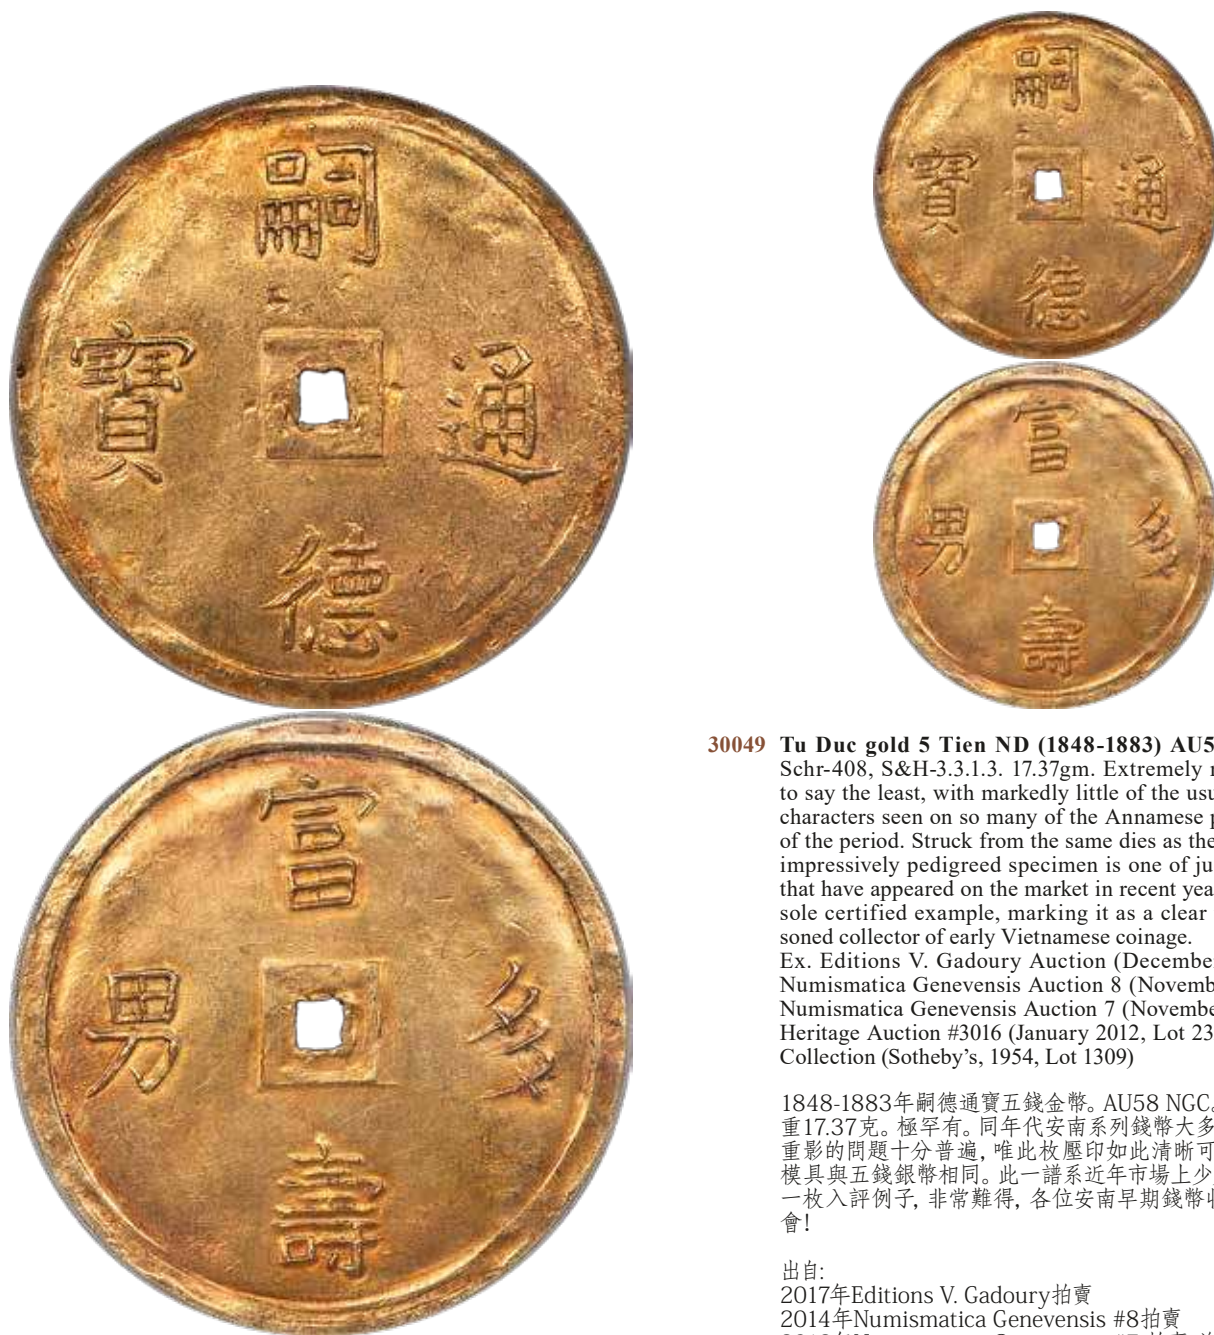 嗣
寶 通
德
富
男 多
壽
嗣
寶 通
德
富
男 多
壽
30049 Tu Duc gold 5 Tien ND (1848-1883) AU5
Schr-408, S&H-3.3.1.3. 17.37gm. Extremely
to say the least, with markedly little of the usu
characters seen on so many of the Annamese
of the period. Struck from the same dies as the
impressively pedigreed specimen is one of ju
that have appeared on the market in recent yea
sole certified example, marking it as a clear
soned collector of early Vietnamese coinage.
Ex. Editions V. Gadoury Auction (Decembe
Numismatica Genevensis Auction 8 (Novemb
Numismatica Genevensis Auction 7 (Novembe
Heritage Auction #3016 (January 2012, Lot 23
Collection (Sotheby’s, 1954, Lot 1309)
1848-1883年嗣德通寶五錢金幣。AU58 NGC。
重17.37克。極罕有。同年代安南系列錢幣大多
重影的問題十分普遍，唯此枚壓印如此清晰可
模具與五錢銀幣相同。此一譜系近年市場上少
一枚入評例子，非常難得，各位安南早期錢幣
會！
出自：
2017年Editions V. Gadoury拍賣
2014年Numismatica Genevensis #8拍賣